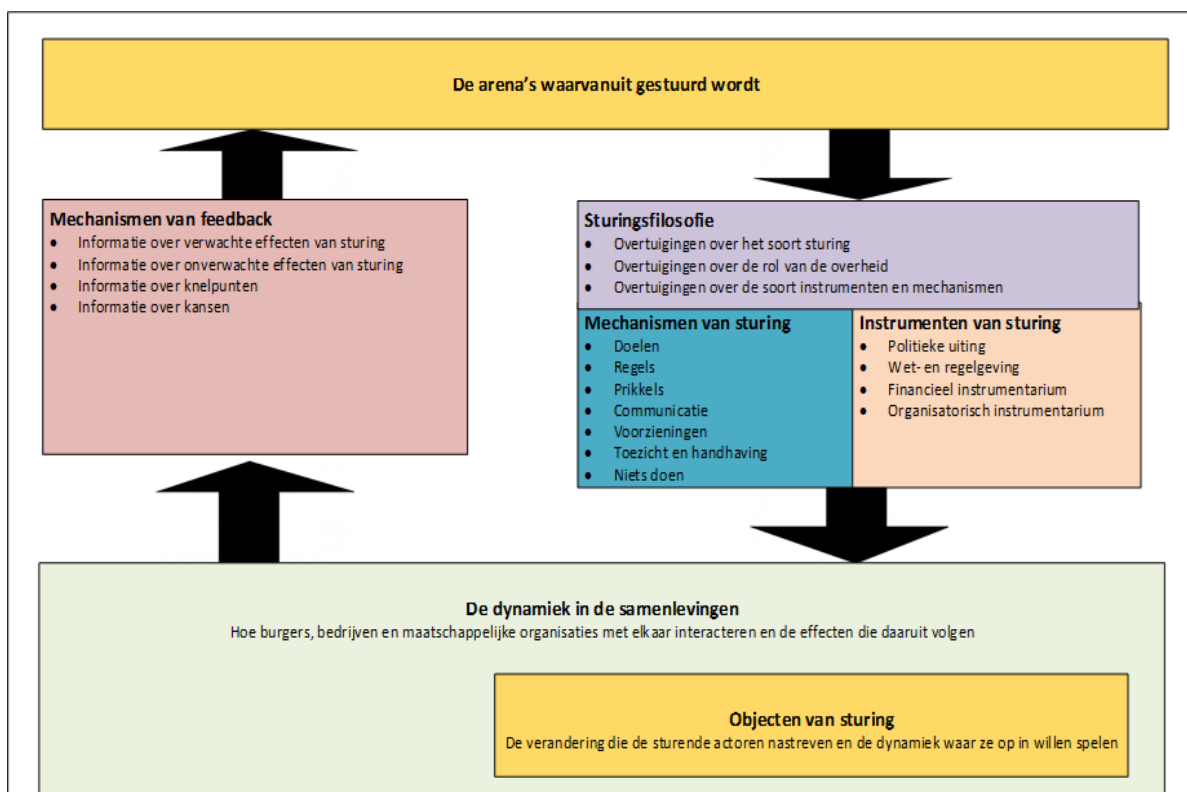 De arena's waarvanuit gestuurd wordt
Mechanismen van feedback
• Informatie over verwachte effecten van sturing
• Informatie over onverwachte effecten van sturing
• Informatie over knelpunten
• Informatie over kansen
Sturingsfilosofie
• Overtuigingen over het soort sturing
• Overtuigingen over de rol van de overheid
• Overtuigingen over de soort instrumenten en mechanismen
Mechanismen van sturing
• Doelen
• Regels
• Prikkels
• Communicatie
• Voorzieningen
• Toezicht en handhaving
• Niets doen
Instrumenten van sturing
• Politieke uiting
• Wet- en regelgeving
• Financieel instrumentarium
• Organisatorisch instrumentarium
De dynamiek in de samenlevingen
Hoe burgers, bedrijven en maatschappelijke organisaties met elkaar interacteren en de effecten die daaruit volgen
Objecten van sturing
De verandering die de sturende actoren nastreven en de dynamiek waar ze op in willen spelen